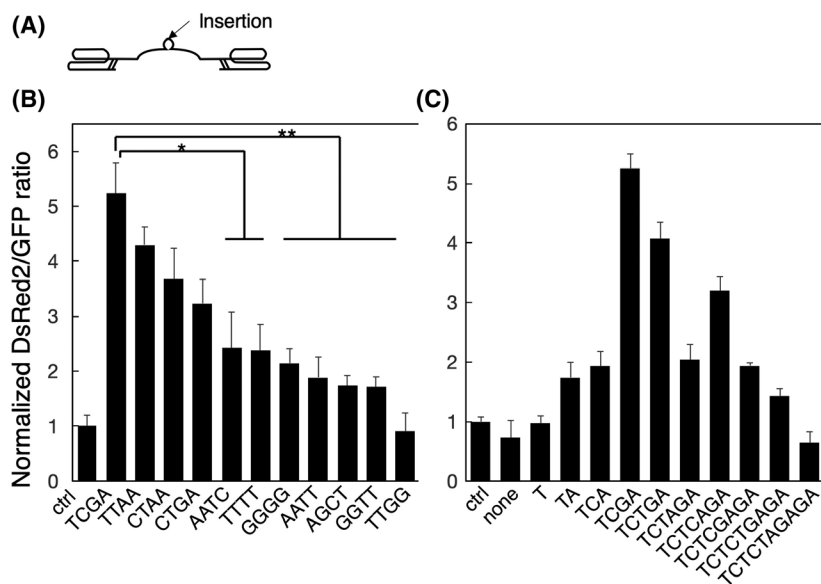 (A)
Insertion
(B)
Normalized DsRed2/GFP ratio
6
5
4
3
2
1
0
*
**
ctrl
TCGA
TTAA
CTAA
CTGA
AATC
TTTT
GGGG
AATT
AGCT
GGTT
TTGG
(C)
6
5
4
3
2
1
0
ctrl
none
T
TA
TCA
TCGA
TCTGA
TCTAGA
TCTCAGA
TCTCGAGA
TCTCTGAGA
TCTCTAGAGA